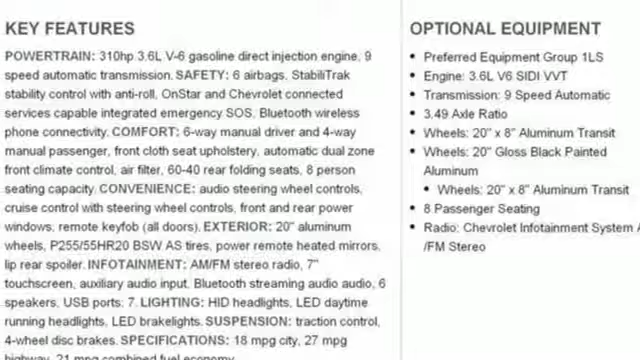 KEY FEATURES
POWERTRAIN: 310hp 3.6L V-6 gasoline direct injection engine, 9
speed automatic transmission. SAFETY: 6 airbags, StabiliTrak
stability control with anti-roll, OnStar and Chevrolet connected
services capable integrated emergency SOS, Bluetooth wireless
phone connectivity. COMFORT: 6-way manual driver and 4-way
manual passenger, front cloth seat upholstery, automatic dual zone
front climate control, air filter, 60-40 rear folding seats, 8 person
seating capacity. CONVENIENCE: audio steering wheel controls,
cruise control with steering wheel controls, front and rear power
windows, remote keyfob (all doors). EXTERIOR: 20" aluminum
wheels, P255/55HR20 BSW AS tires, power remote heated mirrors,
lip rear spoiler. INFOTAINMENT: AM/FM stereo radio, 7"
touchscreen, auxiliary audio input, Bluetooth streaming audio audio, 6
speakers, USB ports: 7. LIGHTING: HID headlights, LED daytime
running headlights, LED brakelights. SUSPENSION: traction control,
4-wheel disc brakes. SPECIFICATIONS: 18 mpg city, 27 mpg
highway, 21 mpg combined fuel economy
OPTIONAL EQUIPMENT
• Preferred Equipment Group 1LS
• Engine: 3.6L V6 SIDI VVT
• Transmission: 9 Speed Automatic
• 3.49 Axle Ratio
• Wheels: 20" x 8" Aluminum Transit
• Wheels: 20" Gloss Black Painted
Aluminum
• Wheels: 20" x 8" Aluminum Transit
• 8 Passenger Seating
• Radio: Chevrolet Infotainment System A
/FM Stereo